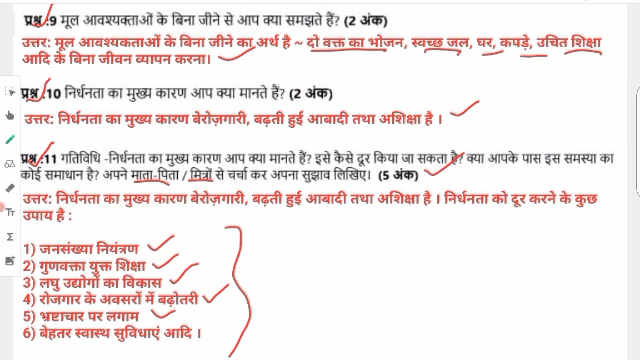 प्रश्न :9 मूल आवश्यक्ताओं के बिना जीने से आप क्या समझते हैं? (2 अंक)
उत्तर: मूल आवश्यकताओं के बिना जीने का अर्थ है ~ दो वक्त का भोजन, स्वच्छ जल, घर, कपड़े, उचित शिक्षा
आदि के बिना जीवन व्यापन करना।
प्रश्न :10 निर्धनता का मुख्य कारण आप क्या मानते हैं? (2 अंक)
उत्तर: निर्धनता का मुख्य कारण बेरोज़गारी, बढ़ती हुई आबादी तथा अशिक्षा है ।
प्रश्न :11 गतिविधि -निर्धनता का मुख्य कारण आप क्या मानते हैं? इसे कैसे दूर किया जा सकता है? क्या आपके पास इस समस्या का
कोई समाधान है? अपने माता-पिता / मित्रों से चर्चा कर अपना सुझाव लिखिए। (5 अंक)
उत्तर: निर्धनता का मुख्य कारण बेरोज़गारी, बढ़ती हुई आबादी तथा अशिक्षा है । निर्धनता को दूर करने के कुछ
उपाय है :
1) जनसंख्या नियंत्रण
2) गुणवक्ता युक्त शिक्षा
3) लघु उद्योगों का विकास
4) रोजगार के अवसरों में बढ़ोतरी
5) भ्रष्टाचार पर लगाम
6) बेहतर स्वास्थ सुविधाएं आदि ।